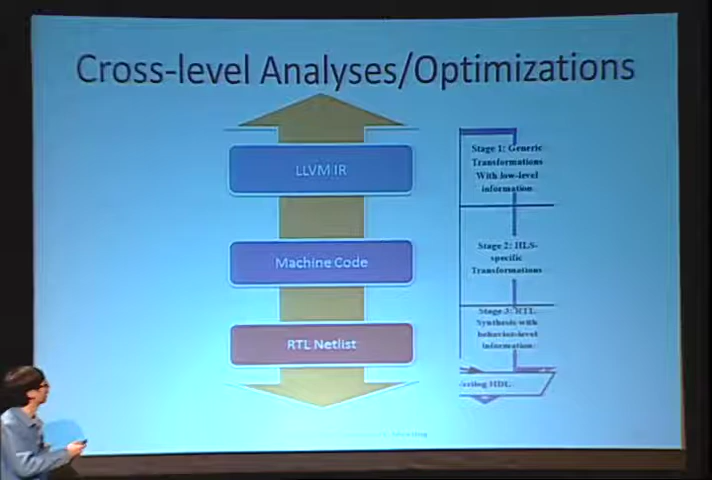 Cross-level Analyses/Optimizations
LLVM IR
Machine Code
RTL Netlist
Stage 1: Generic
Transformations
With low-level
information
Stage 2: HLS-
specific
Transformations
Stage 3: RTL
Synthesis with
behavior-level
information
Verilog HDL